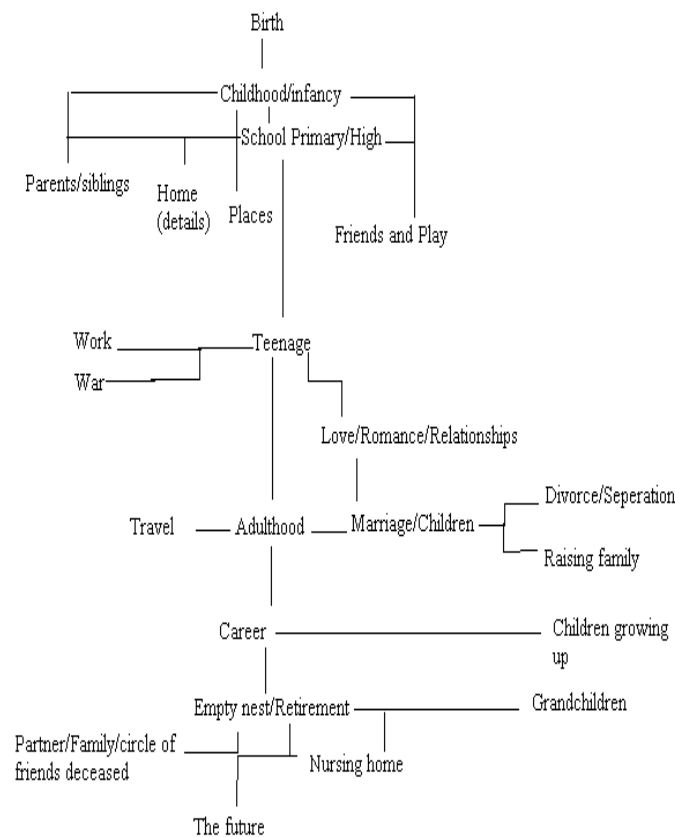 Birth
Childhood/infancy
School Primary/High
Parents/siblings
Home
(details)
Places
Friends and Play
Work
Teenage
War
Love/Romance/Relationships
Divorce/Seperation
Travel
Adulthood
Marriage/Children
Raising family
Career
Children growing
up
Empty nest/Retirement
Grandchildren
Partner/Family/circle of
friends deceased
Nursing home
The future